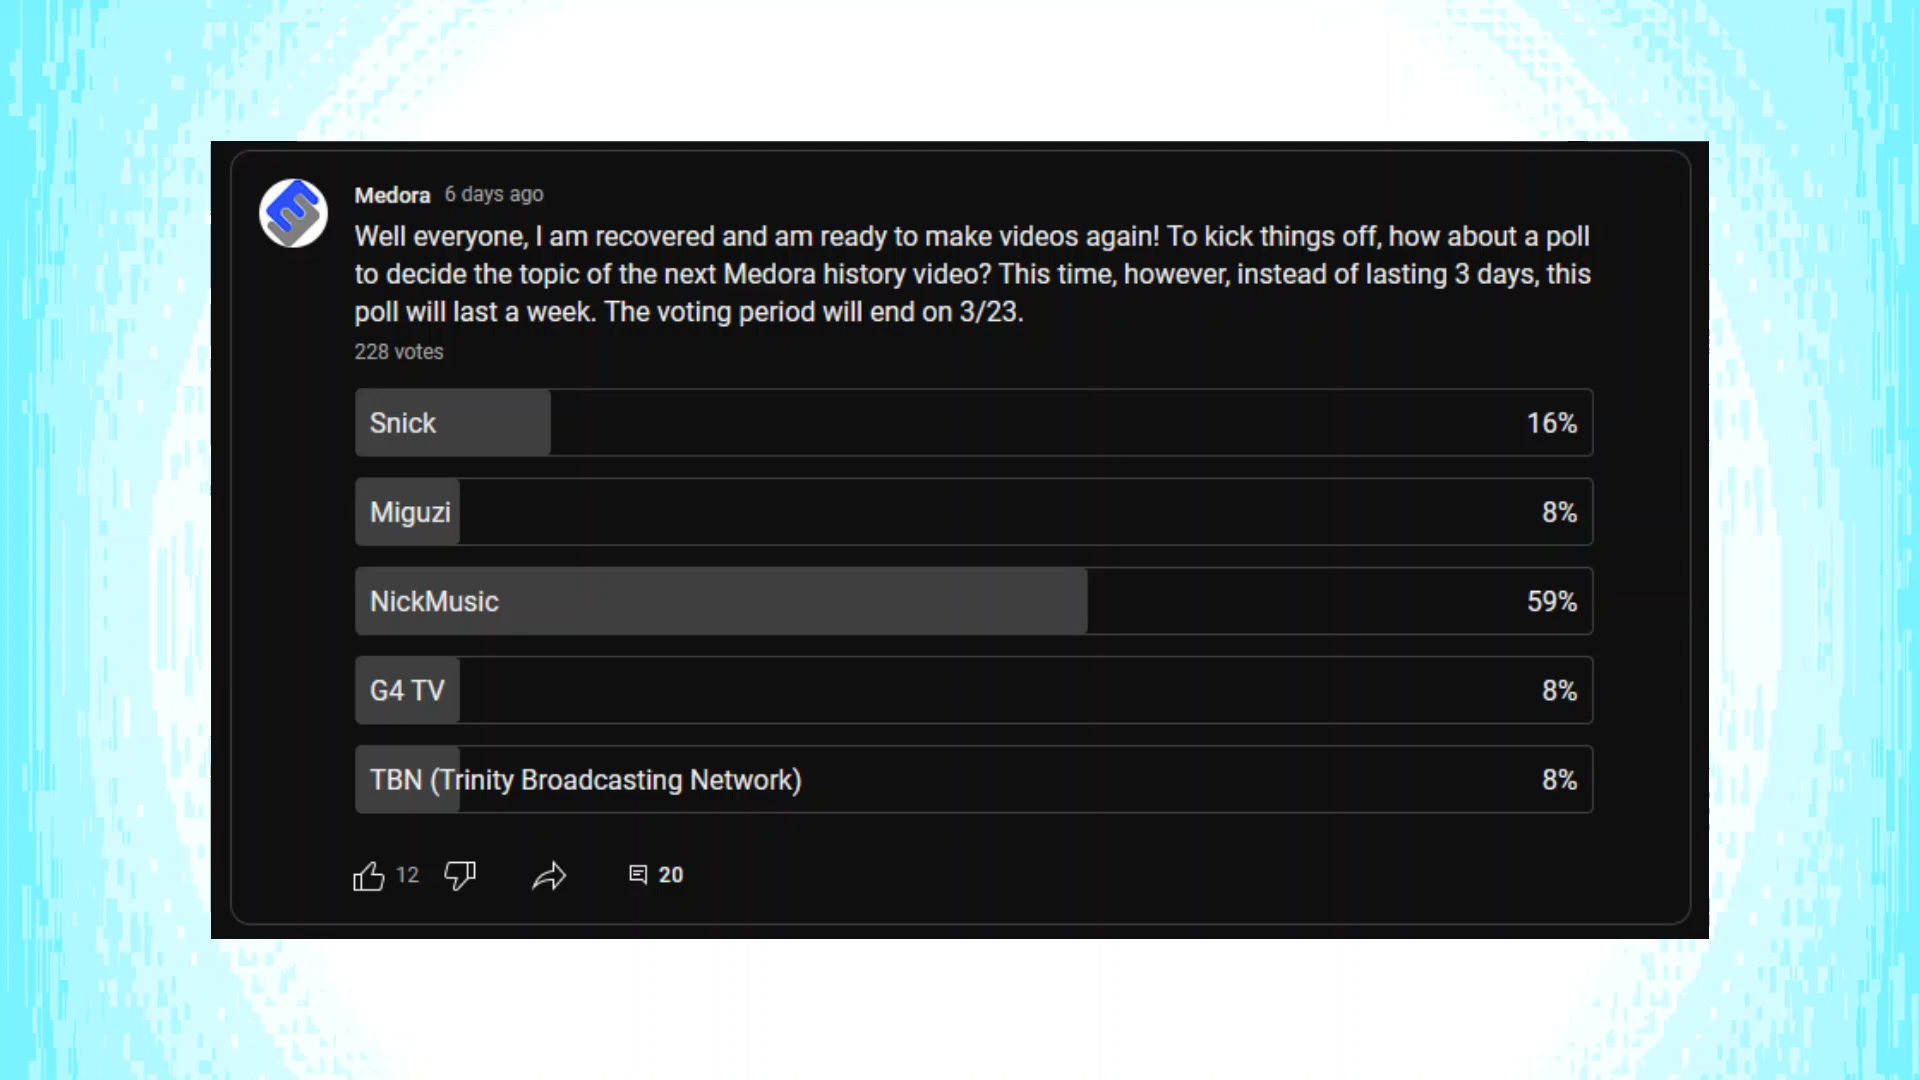 Medora 6 days ago
Well everyone, I am recovered and am ready to make videos again! To kick things off, how about a poll
to decide the topic of the next Medora history video? This time, however, instead of lasting 3 days, this
poll will last a week. The voting period will end on 3/23.
228 votes
Snick 16%
Miguzi 8%
NickMusic 59%
G4 TV 8%
TBN (Trinity Broadcasting Network) 8%
12 20